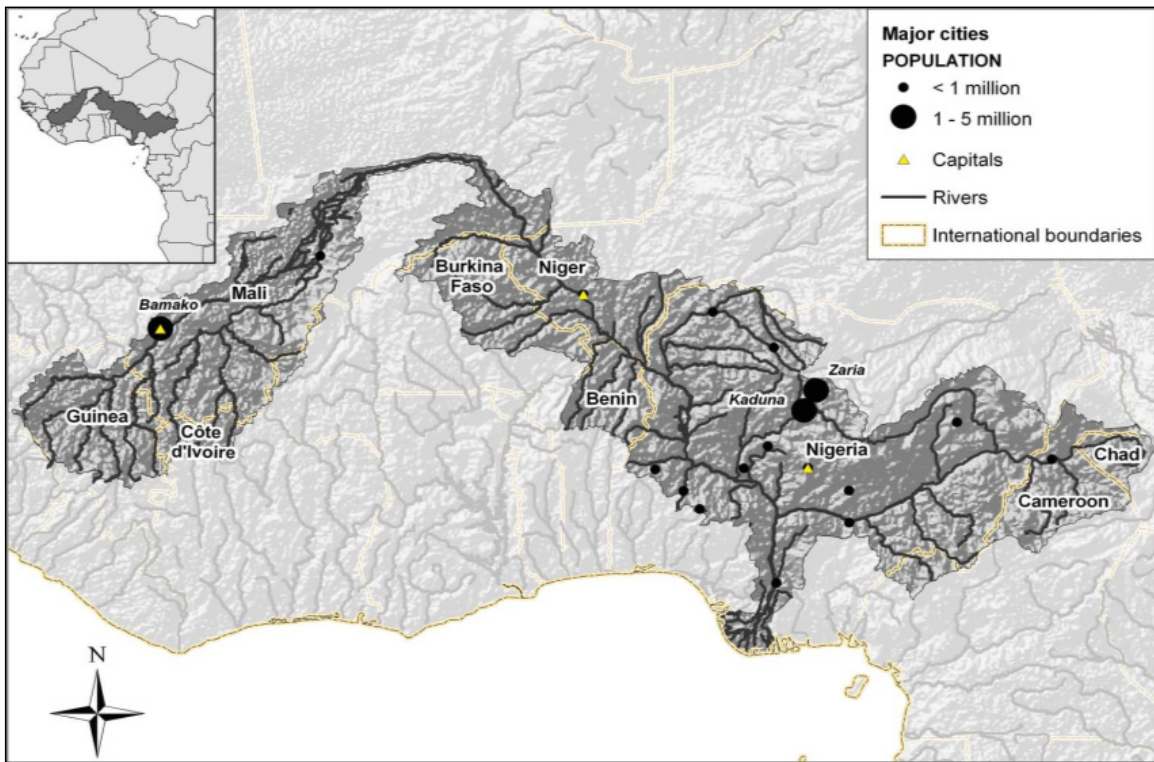 Major cities
POPULATION
< 1 million
1 - 5 million
Capitals
Rivers
International boundaries
Burkina
Faso
Niger
Mali
Bamako
Zaria
Benin
Kaduna
Guinea
Côte
d'Ivoire
Nigeria
Chad
Cameroon
N